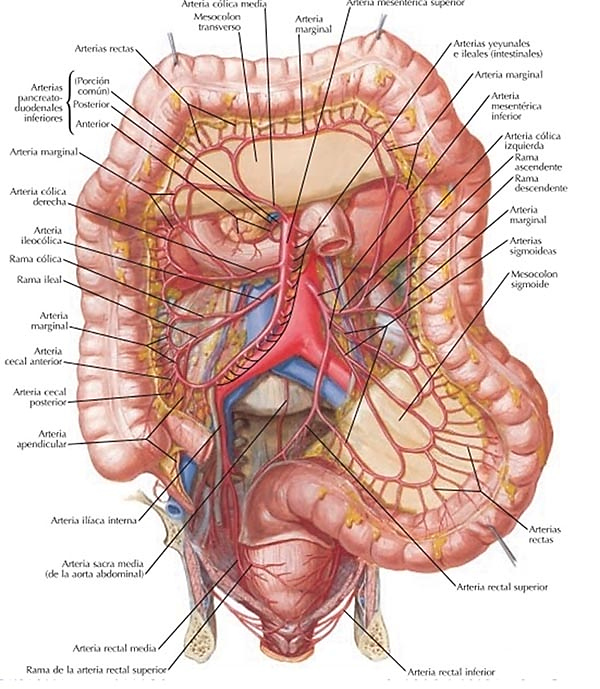 Arteria cólica media
Mesocolon
transverso
Arteria
marginal
Arteria mesentérica superior
Arterias rectas
Arterias
pancreato-
duodenales
inferiores
(Porción
común)
Posterior
Anterior
Arteria marginal
Arteria cólica
derecha
Arteria
ileocólica
Rama cólica
Rama ileal
Arteria
marginal
Arteria
cecal anterior
Arteria cecal
posterior
Arteria
apendicular
Arteria ilíaca interna
Arteria sacra media
(de la aorta abdominal)
Arteria rectal media
Rama de la arteria rectal superior
Arterias yeyunales
e ileales (intestinales)
Arteria marginal
Arteria
mesentérica
inferior
Arteria cólica
izquierda
Rama
ascendente
Rama
descendente
Arteria
marginal
Arterias
sigmoideas
Mesocolon
sigmoide
Arterias
rectas
Arteria rectal superior
Arteria rectal inferior